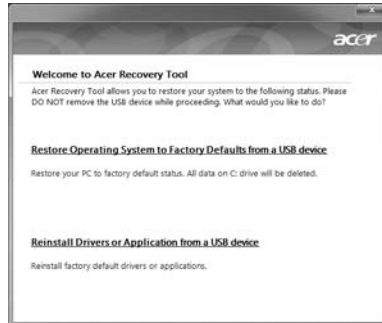 acer
Welcome to Acer Recovery Tool
Acer Recovery Tool allows you to restore your system to the following status. Please
DO NOT remove the USB device while proceeding. What would you like to do?
Restore Operating System to Factory Defaults from a USB device
Restore your PC to factory default status. All data on C: drive will be deleted.
Reinstall Drivers or Application from a USB device
Reinstall factory default drivers or applications.